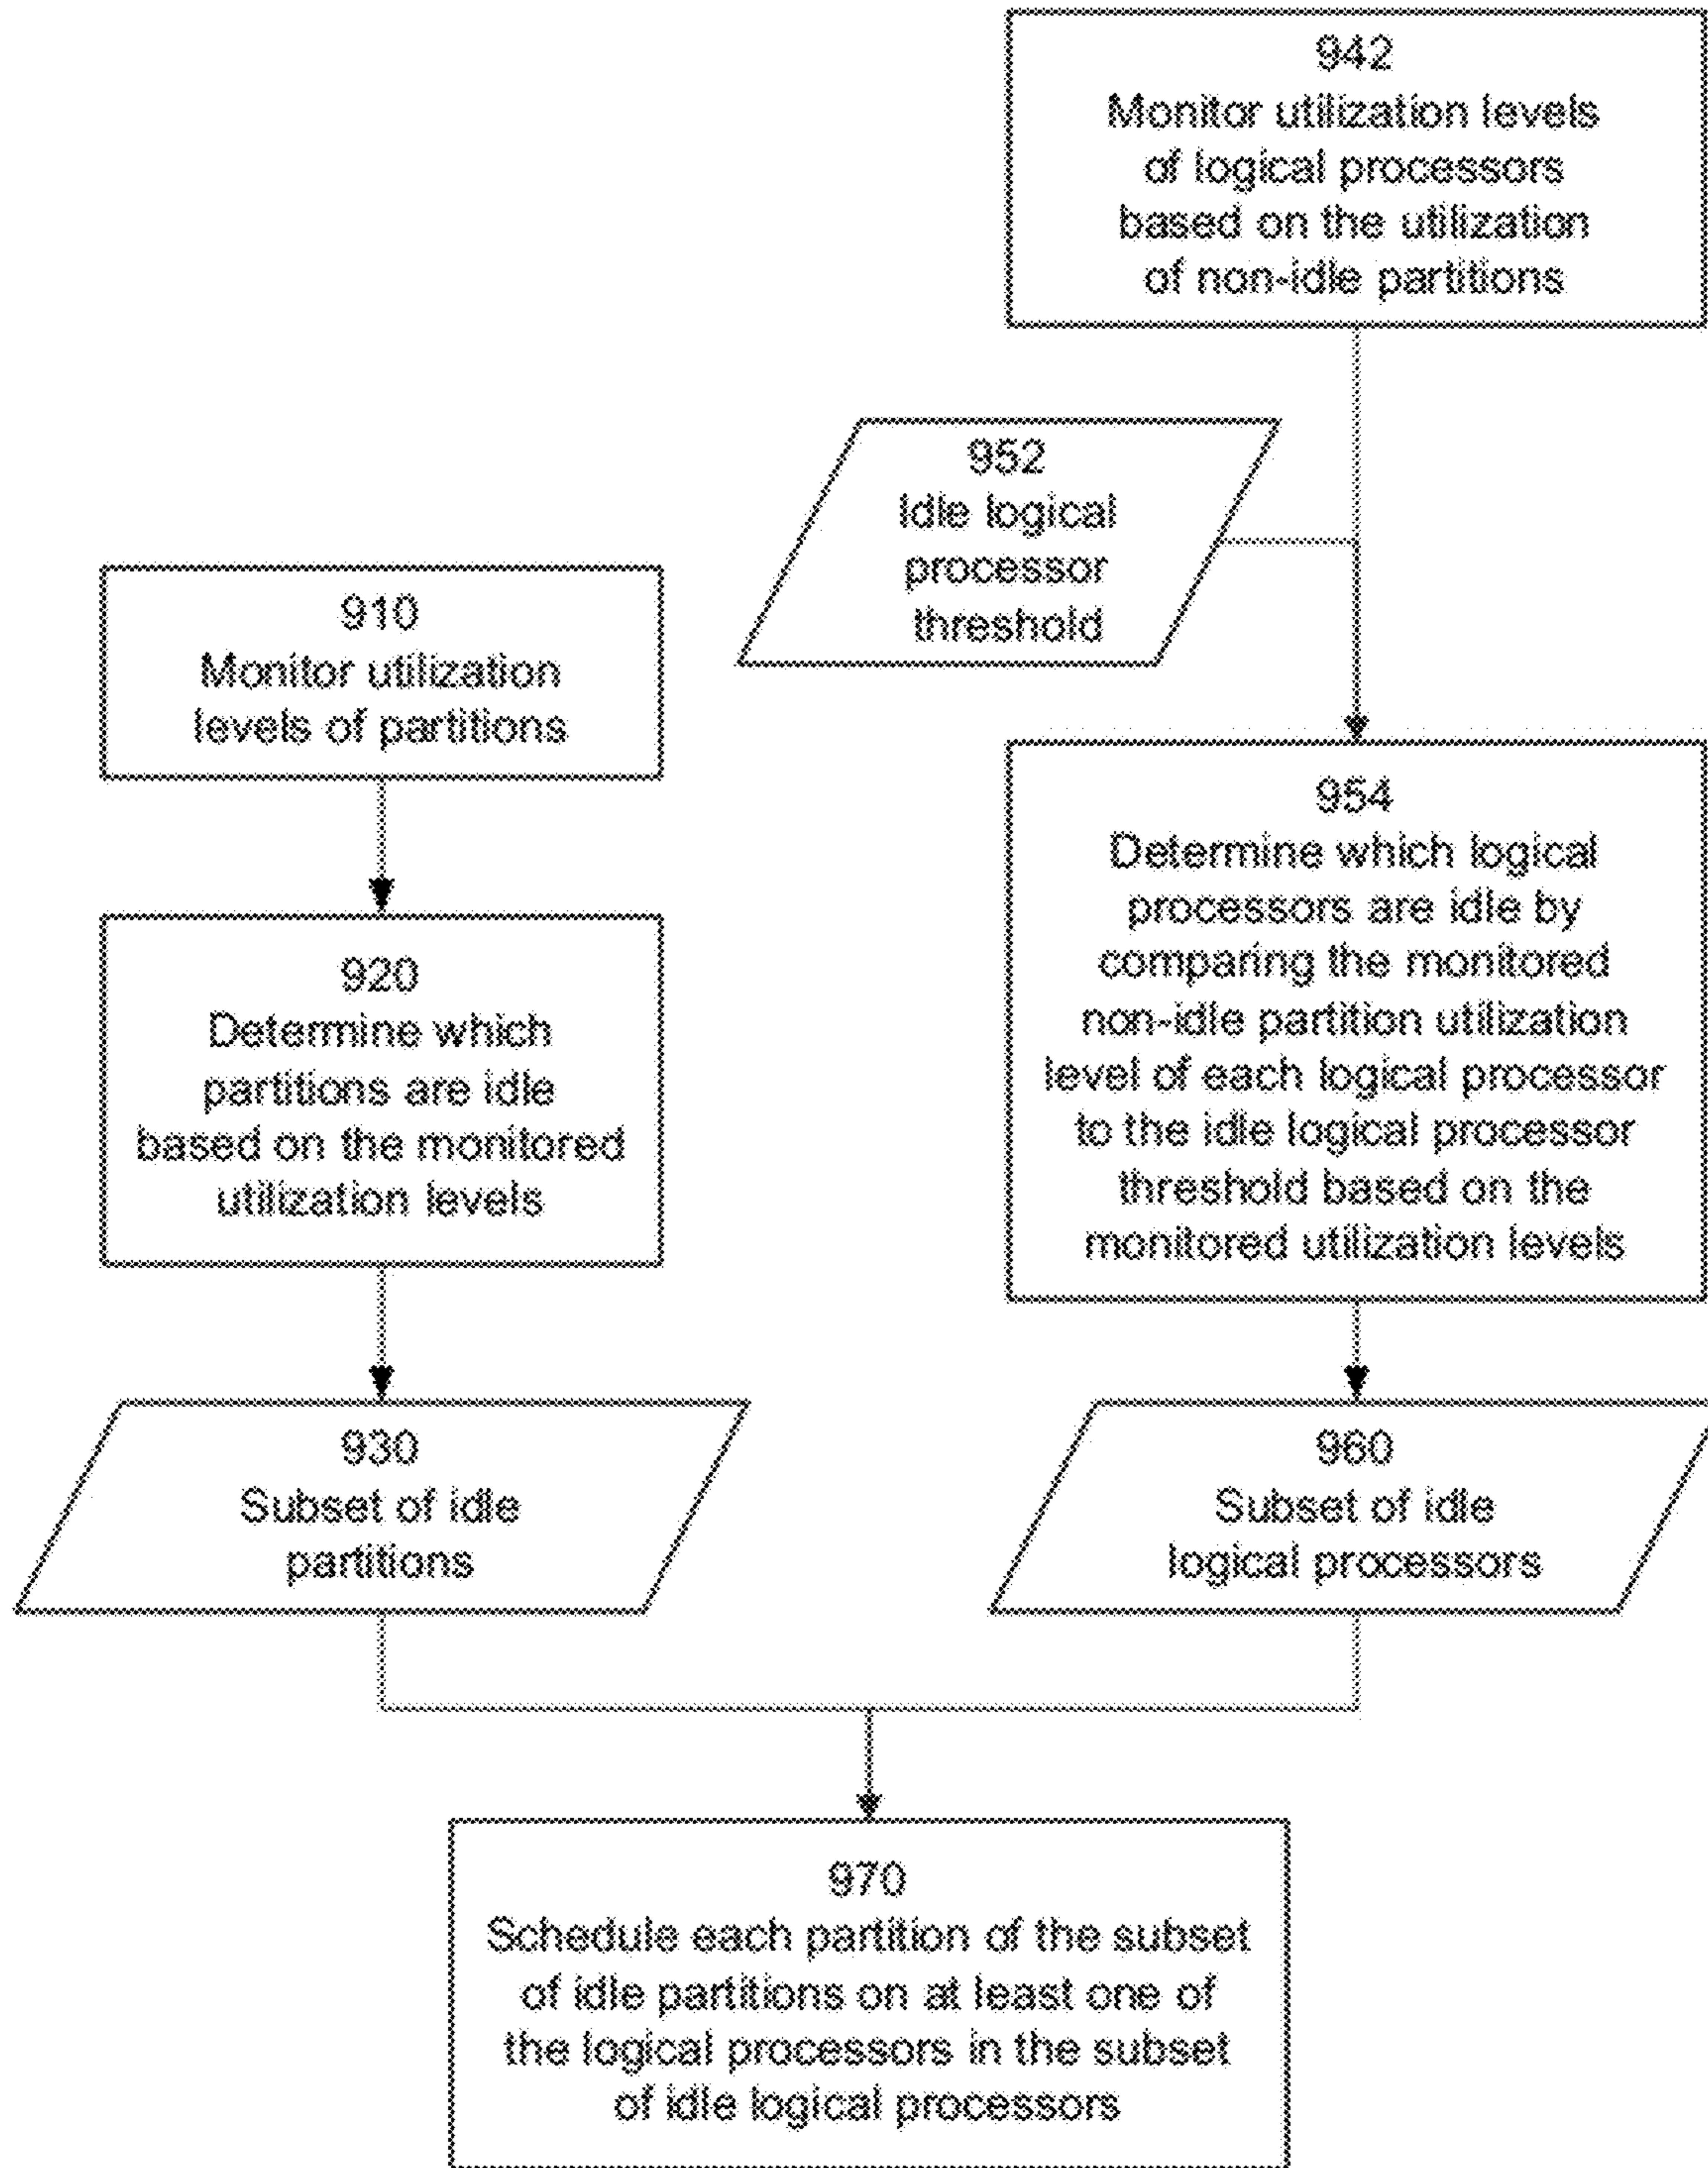 942
Monitor utilization levels
of logical processors
based on the utilization
of non-idle partitions
952
Idle logical
processor
threshold
910
Monitor utilization
levels of partitions
954
Determine which logical
processors are idle by
comparing the monitored
non-idle partition utilization
level of each logical processor
to the idle logical processor
threshold based on the
monitored utilization levels
920
Determine which
partitions are idle
based on the monitored
utilization levels
930
Subset of idle
partitions
960
Subset of idle
logical processors
970
Schedule each partition of the subset
of idle partitions on at least one of
the logical processors in the subset
of idle logical processors